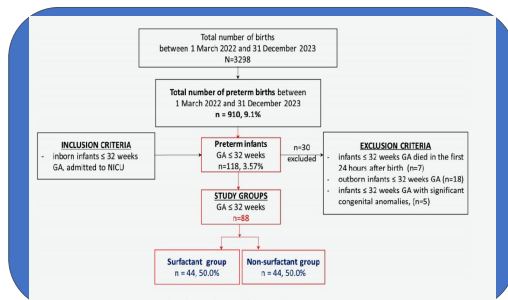 Total number of births
between 1 March 2022 and 31 December 2023
N=3298
Total number of preterm births between
1 March 2022 and 31 December 2023
n = 910, 9.1%
INCLUSION CRITERIA
- inborn infants ≤ 32 weeks
GA, admitted to NICU
Preterm infants
GA ≤ 32 weeks
n=118, 3.57%
n=30
excluded
EXCLUSION CRITERIA
- infants ≤ 32 weeks GA died in the first
24 hours after birth (n=7)
- outborn infants ≤ 32 weeks GA (n=18)
- infants ≤ 32 weeks GA with significant
congenital anomalies, (n=5)
STUDY GROUPS
GA ≤ 32 weeks
n=88
Surfactant group
n = 44, 50.0%
Non-surfactant group
n = 44, 50.0%